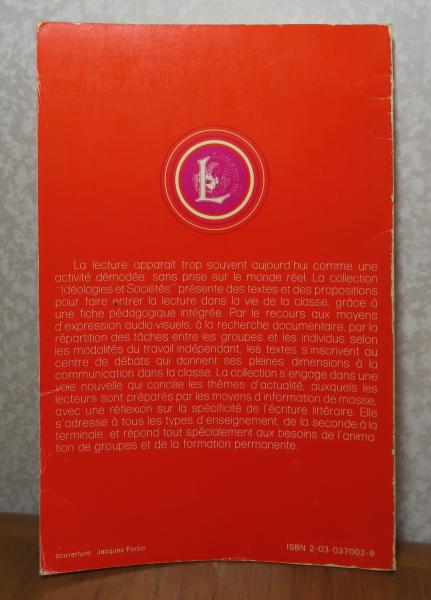 La lecture apparaît trop souvent aujourd'hui comme une
activité démodée, sans prise sur le monde réel. La collection
"Idéologies et Sociétés" présente des textes et des propositions
pour faire entrer la lecture dans la vie de la classe, grâce à
une fiche pédagogique intégrée. Par le recours aux moyens
d'expression audio-visuels, à la recherche documentaire, par la
répartition des tâches entre les groupes et les individus selon
les modalités du travail indépendant, les textes s'inscrivent au
centre de débats qui donnent ses pleines dimensions à la
communication dans la classe. La collection s'engage dans une
voie nouvelle qui concilie les thèmes d'actualité, auxquels les
lecteurs sont préparés par les moyens d'information de masse,
avec une réflexion sur la spécificité de l'écriture littéraire. Elle
s'adresse à tous les types d'enseignement, de la seconde à la
terminale, et répond tout spécialement aux besoins de l'anima
tion de groupes et de la formation permanente.
couverture : Jacques Fortin
ISBN 2-03-037002-9